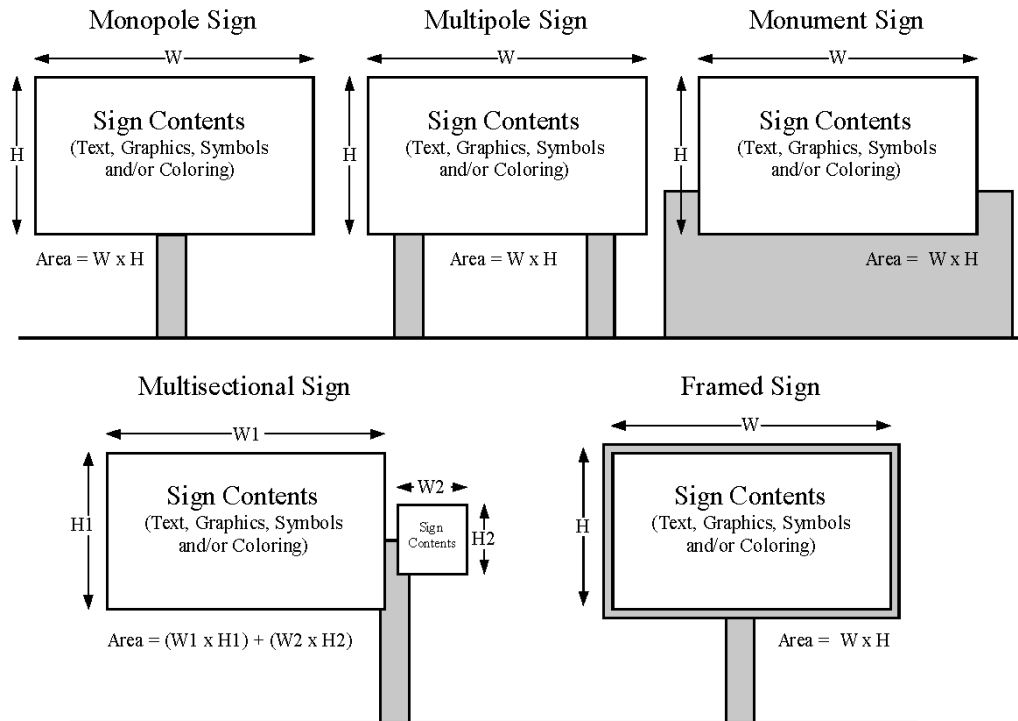 Monopole Sign
W
H
Sign Contents
(Text, Graphics, Symbols
and/or Coloring)
Area = W x H
Multipole Sign
W
H
Sign Contents
(Text, Graphics, Symbols
and/or Coloring)
Area = W x H
Monument Sign
W
H
Sign Contents
(Text, Graphics, Symbols
and/or Coloring)
Area = W x H
Multisectional Sign
W1
H1
Sign Contents
(Text, Graphics, Symbols
and/or Coloring)
W2
Sign
Contents
H2
Area = (W1 x H1) + (W2 x H2)
Framed Sign
W
H
Sign Contents
(Text, Graphics, Symbols
and/or Coloring)
Area = W x H